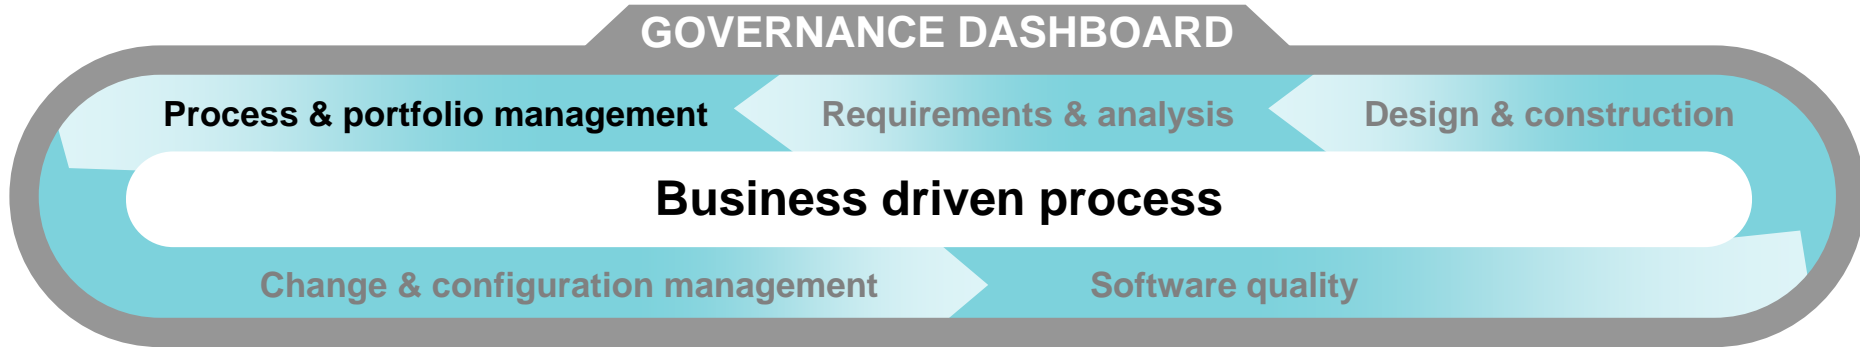 GOVERNANCE DASHBOARD
Process & portfolio management
Requirements & analysis
Design & construction
Business driven process
Change & configuration management
Software quality